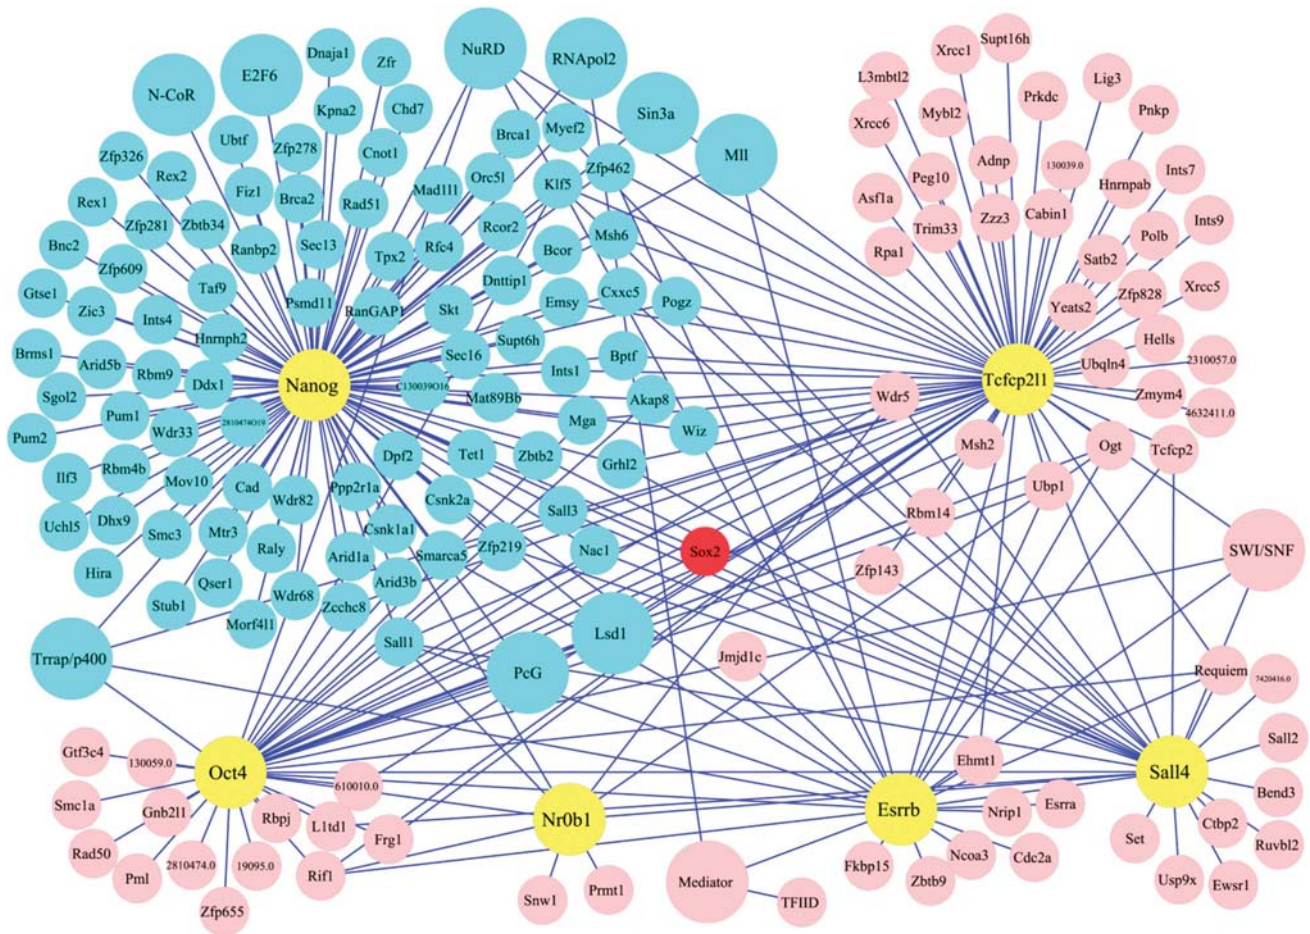 Dnaja1
NuRD
RNApol2
Supt16h
Xrcc1
E2F6
Zfr
L3mbtl2
Lig3
N-CoR
Kpna2
Chd7
Sin3a
Prkdc
Pnkp
Mybl2
Xrcc6
Ubtf
Zfp278
Cnot1
Brca1
Myef2
Mll
Zfp326
Rex2
Fiz1
Brca2
Rad51
Mad1l1
Orc5l
Klf5
Zfp462
Adnp
130039.0
Peg10
Hnrnpab
Ints7
Rex1
Zfp281
Zbtb34
Asf1a
Trim33
Zzz3
Cabin1
Ints9
Bnc2
Ranbp2
Sec13
Tpx2
Rfc4
Rcor2
Msh6
Rpa1
Polb
Zfp609
Bcor
Satb2
Gtse1
Zic3
Taf9
Psmd11
RanGAP1
Skt
Dnttip1
Emsy
Cxxc5
Pogz
Yeats2
Zfp828
Xrcc5
Ints4
Hnrnph2
Supt6h
Hells
Brms1
Arid5b
Rbm9
Ddx1
Nanog
Sec16
Ints1
Bptf
Tcfcp2l1
Ubqln4
2310057.0
Sgol2
C130039O16
Mat89Bb
Akap8
Wdr5
Zmym4
4632411.0
Pum1
Pum2
Wdr33
2810474O19
Mga
Wiz
Msh2
Ogt
Tcfcp2
Ilf3
Rbm4b
Mov10
Cad
Dpf2
Tet1
Zbtb2
Grhl2
Ubp1
Uchl5
Dhx9
Smc3
Mtr3
Wdr82
Ppp2r1a
Csnk2a
Csnk1a1
Sall3
Rbm14
Hira
Qser1
Raly
Arid1a
Smarca5
Zfp219
Nac1
Sox2
Zfp143
SWI/SNF
Stub1
Morf4l1
Wdr68
Zcchc8
Arid3b
Trrap/p400
Sall1
Lsd1
PcG
Jmjd1c
Requiem
7420416.0
Gtf3c4
130059.0
Oct4
610010.0
Ehmt1
Sall4
Sall2
Smc1a
Gnb2l1
Rbpj
L1td1
Frg1
Nr0b1
Esrrb
Nrip1
Esrra
Bend3
Rad50
Pml
2810474.0
19095.0
Rif1
Mediator
Fkbp15
Ncoa3
Cdc2a
Set
Ctbp2
Ruvbl2
Zfp655
Snw1
Prmt1
TFIID
Zbtb9
Usp9x
Ewsr1